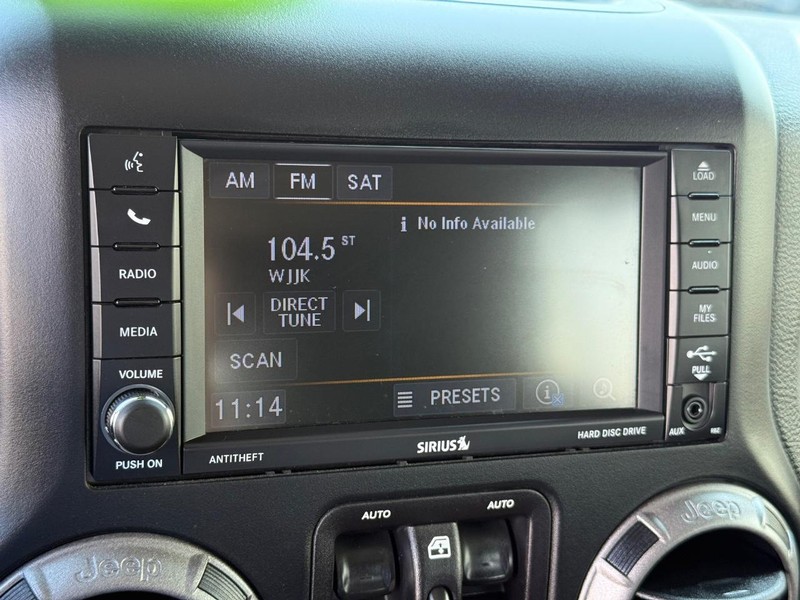 AM FM SAT
104.5 ST
WJJK
i No Info Available
DIRECT
TUNE
SCAN
11:14
PRESETS
i
RADIO
MEDIA
VOLUME
PUSH ON
LOAD
MENU
AUDIO
MY
FILES
PULL
AUX
RBZ
ANTITHEFT
SIRIUS
HARD DISC DRIVE
AUTO
AUTO
Jeep
Jeep